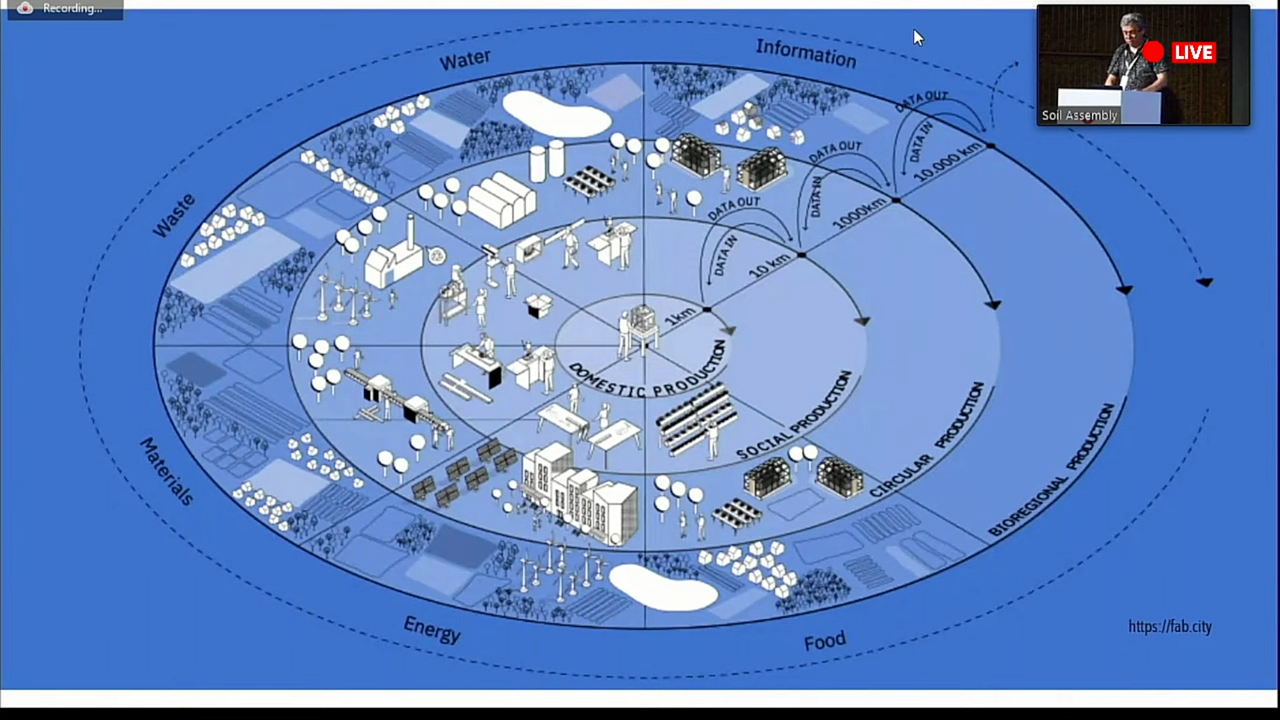 Recording...
LIVE
Soil Assembly
Water
Information
Waste
Materials
Energy
Food
DATA OUT
DATA IN
10,000 km
DATA OUT
DATA IN
1000km
DATA OUT
DATA IN
10 km
1km
DOMESTIC PRODUCTION
SOCIAL PRODUCTION
CIRCULAR PRODUCTION
BIOREGIONAL PRODUCTION
https://fab.city